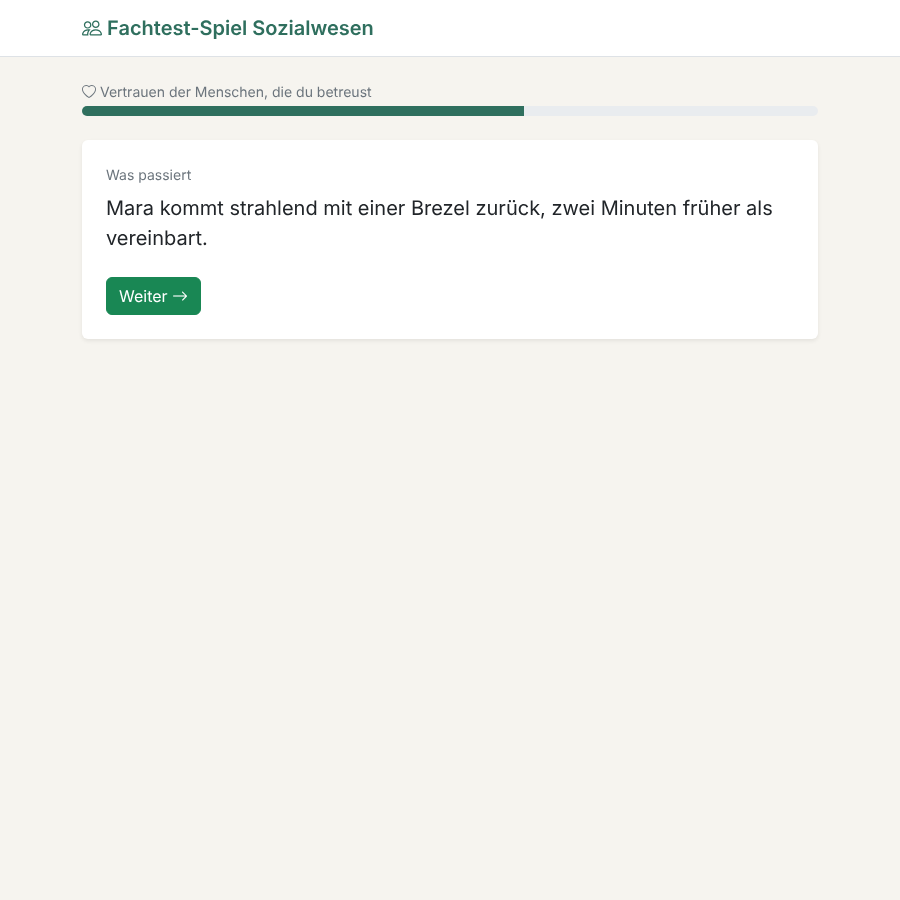 Fachtest-Spiel Sozialwesen
Vertrauen der Menschen, die du betreust
Was passiert
Mara kommt strahlend mit einer Brezel zurück, zwei Minuten früher als
vereinbart.
Weiter →